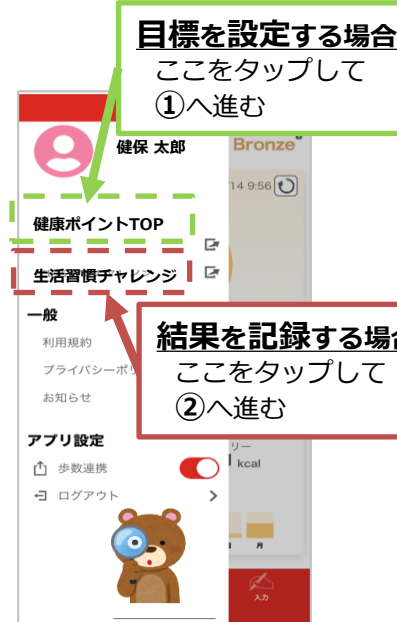 目標を設定する場合
ここをタップして
①へ進む
健保 太郎
Bronze
14 9:56
健康ポイントTOP
生活習慣チャレンジ
一般
利用規約
プライバシーポリ
お知らせ
結果を記録する場合
ここをタップして
②へ進む
アプリ設定
歩数連携
ログアウト
リー
kcal
月
入力